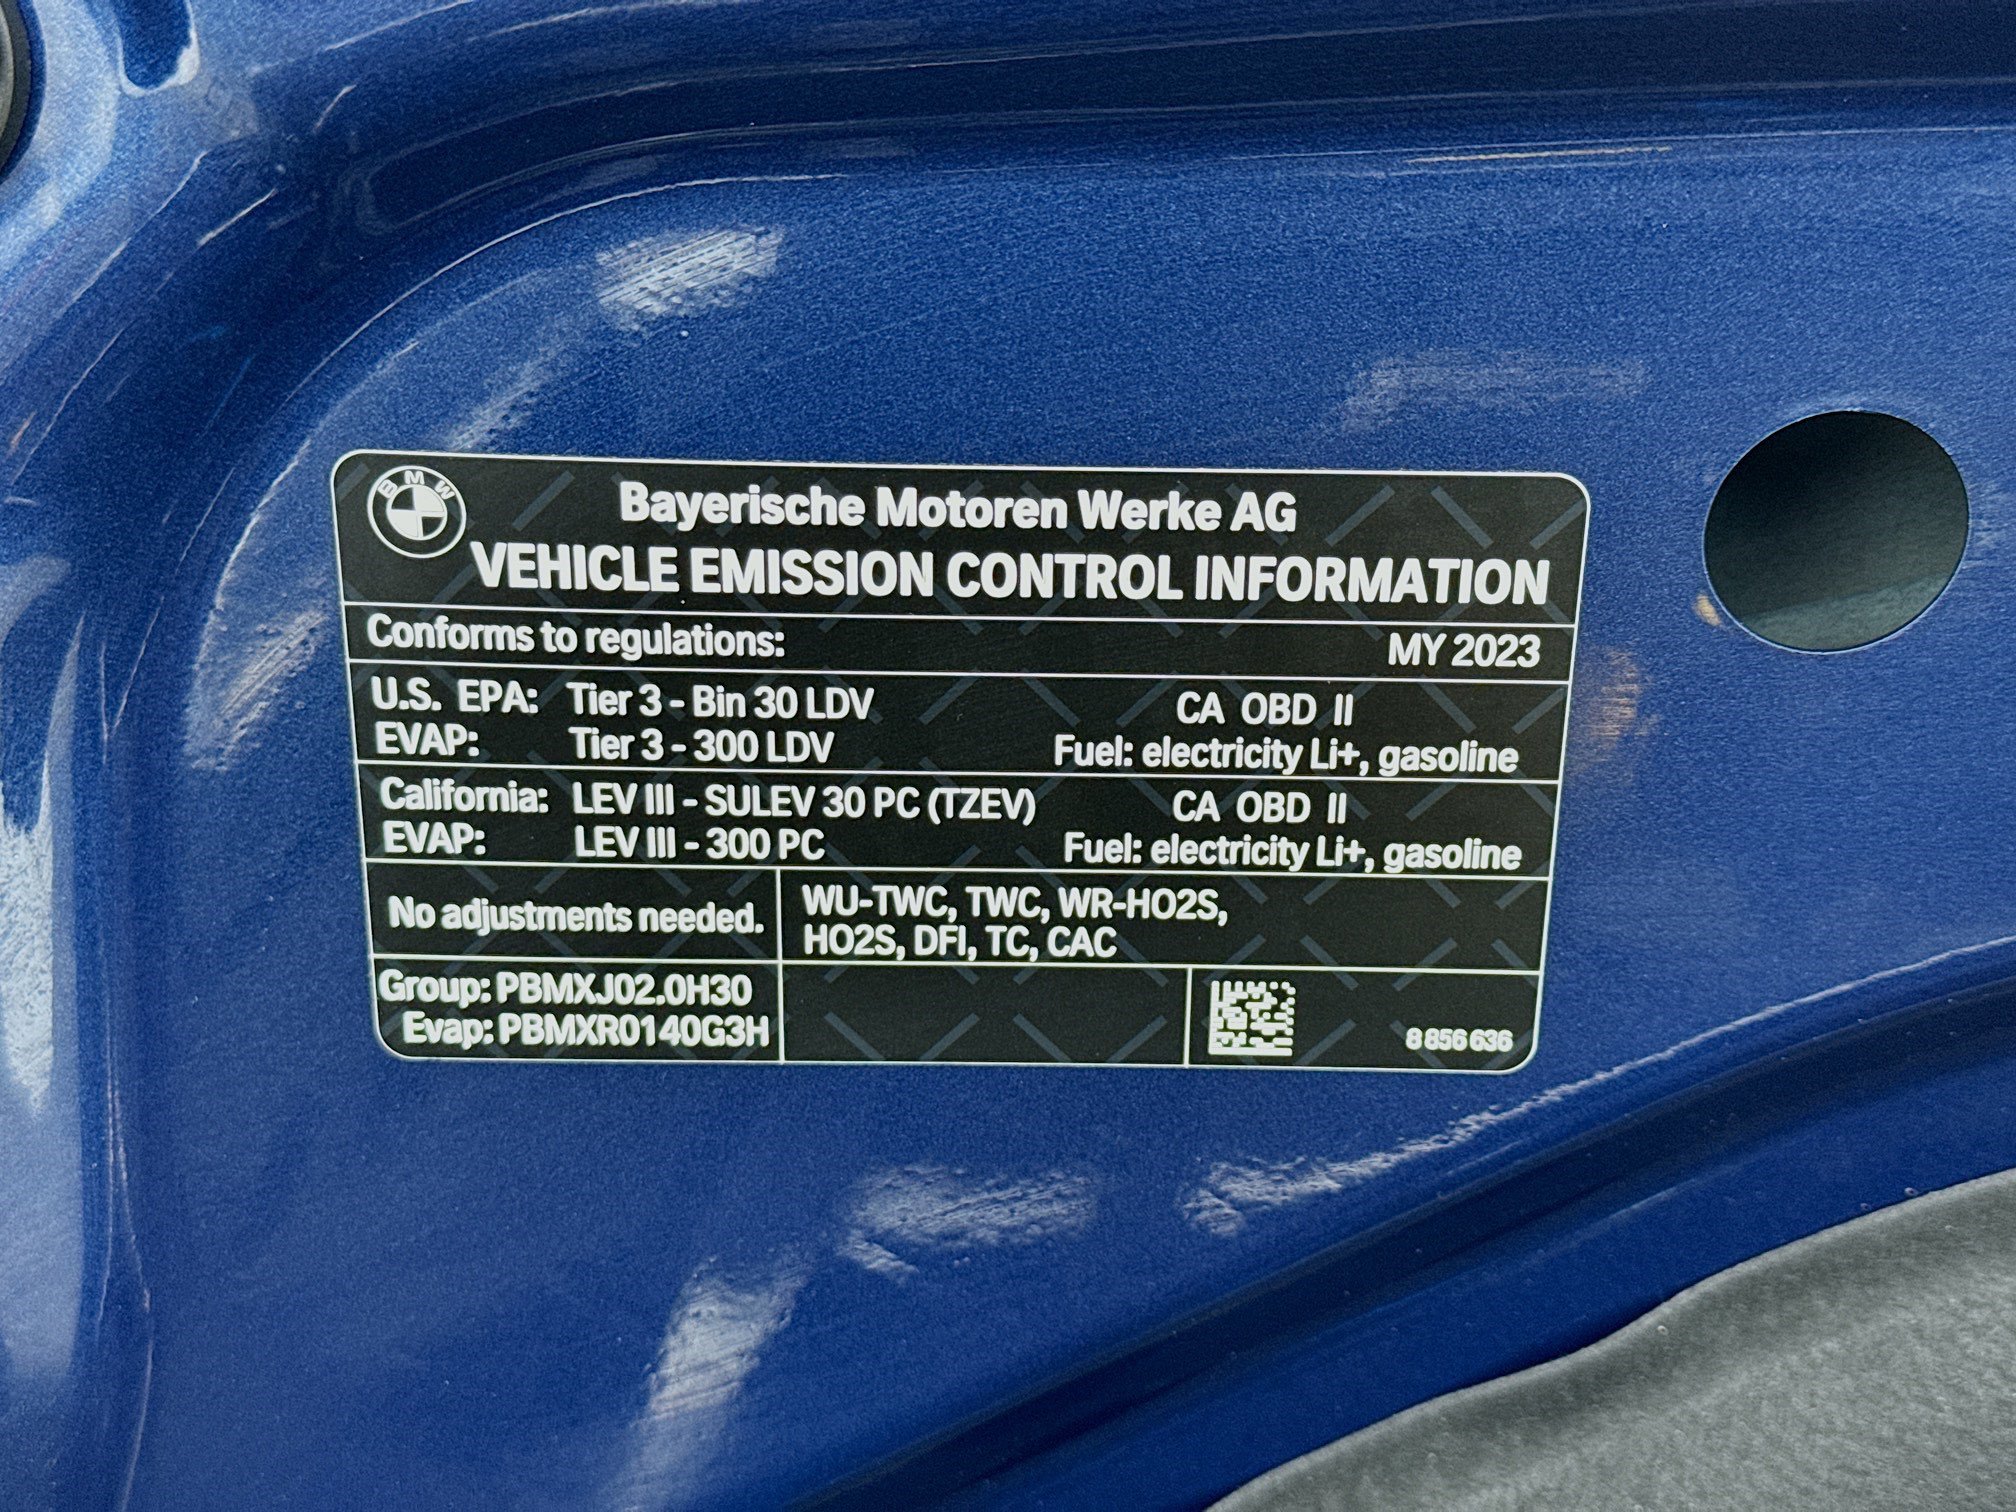 BMW
Bayerische Motoren Werke AG
VEHICLE EMISSION CONTROL INFORMATION
Conforms to regulations: MY 2023
U.S. EPA: Tier 3 - Bin 30 LDV CA OBD II
EVAP: Tier 3 - 300 LDV Fuel: electricity Li+, gasoline
California: LEV III - SULEV 30 PC (TZEV) CA OBD II
EVAP: LEV III - 300 PC Fuel: electricity Li+, gasoline
No adjustments needed.
WU-TWC, TWC, WR-HO2S,
HO2S, DFI, TC, CAC
Group: PBMXJ02.0H30
Evap: PBMXR0140G3H
8 856 636